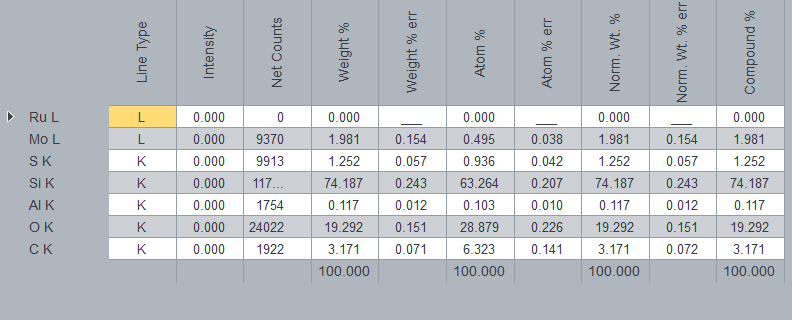 Line Type Intensity Net Counts Weight % Weight % err Atom % Atom % err Norm. Wt. % Norm. Wt. % err Compound %
Ru L L 0.000 0 0.000 ___ 0.000 ___ 0.000 ___ 0.000
Mo L L 0.000 9370 1.981 0.154 0.495 0.038 1.981 0.154 1.981
S K K 0.000 9913 1.252 0.057 0.936 0.042 1.252 0.057 1.252
Si K K 0.000 117... 74.187 0.243 63.264 0.207 74.187 0.243 74.187
Al K K 0.000 1754 0.117 0.012 0.103 0.010 0.117 0.012 0.117
O K K 0.000 24022 19.292 0.151 28.879 0.226 19.292 0.151 19.292
C K K 0.000 1922 3.171 0.071 6.323 0.141 3.171 0.072 3.171
100.000 100.000 100.000 100.000